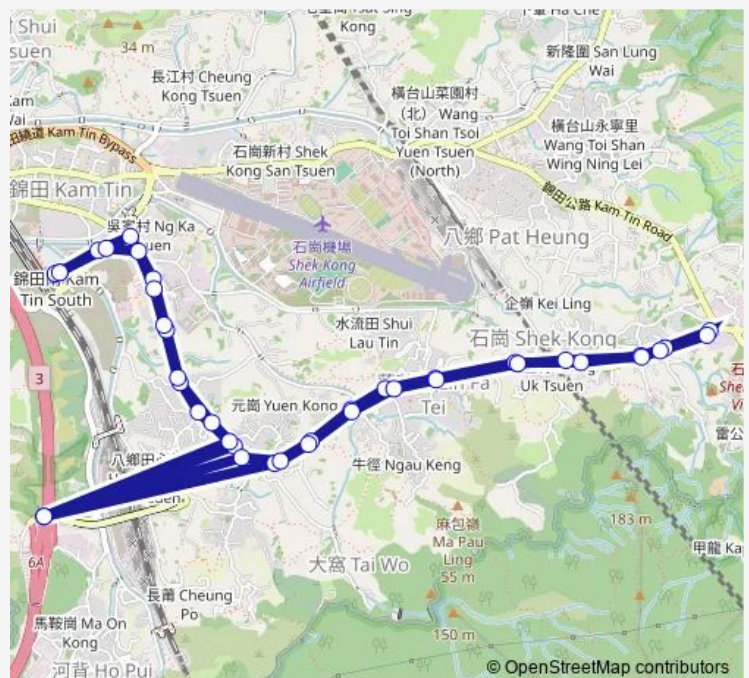 Kong
Shui
suen
34 m
長江村 Cheung
Kong Tsuen
新隆圍 San Lung
Wai
橫台山菜園村
(北) Wang
Toi Shan Tsoi
Yuen Tsuen
(North)
橫台山永寧里
Wang Toi Shan
Wing Ning Lei
Kam Tin Bypass
石崗新村 Shek
Kong San Tsuen
錦田 Kam Tin
錦田公路 Kam Tin Road
吳家村 Ng Ka
八鄉 Pat Heung
石崗機場
Shek Kong
Airfield
Kam
Tin South
企嶺 Kei Ling
水流田 Shui
Lau Tin
石崗 Shek Kong
3
Uk Tsuen
Tei
元崗 Yuen Kong
雷公
牛徑 Ngau Keng
183 m
麻包嶺
Ma Pau
Ling
55 m
甲龍 Ka
6A
大窩 Tai Wo
長莆 Cheung
Po
馬鞍崗 Ma On
Kong
150 m
河背 Ho Pui
© OpenStreetMap contributors